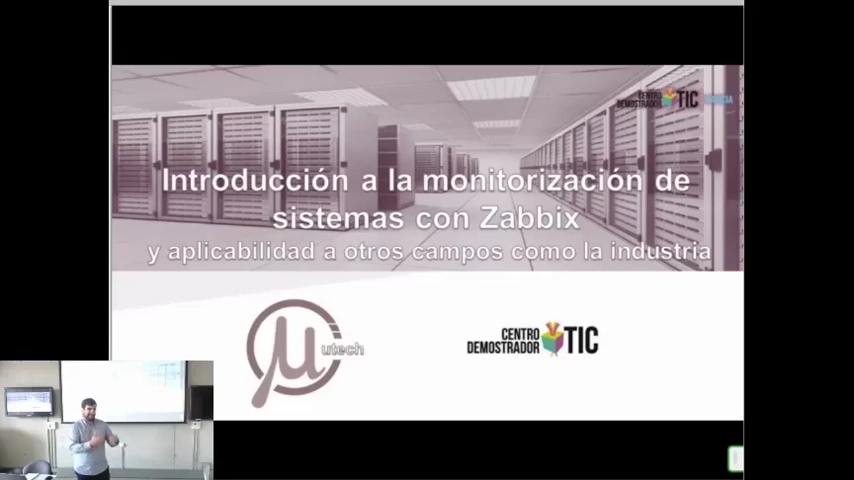 CENTRO
DEMOSTRADOR TIC
Introducción a la monitorización de
sistemas con Zabbix
y aplicabilidad a otros campos como la industria
μ utech
CENTRO
DEMOSTRADOR TIC